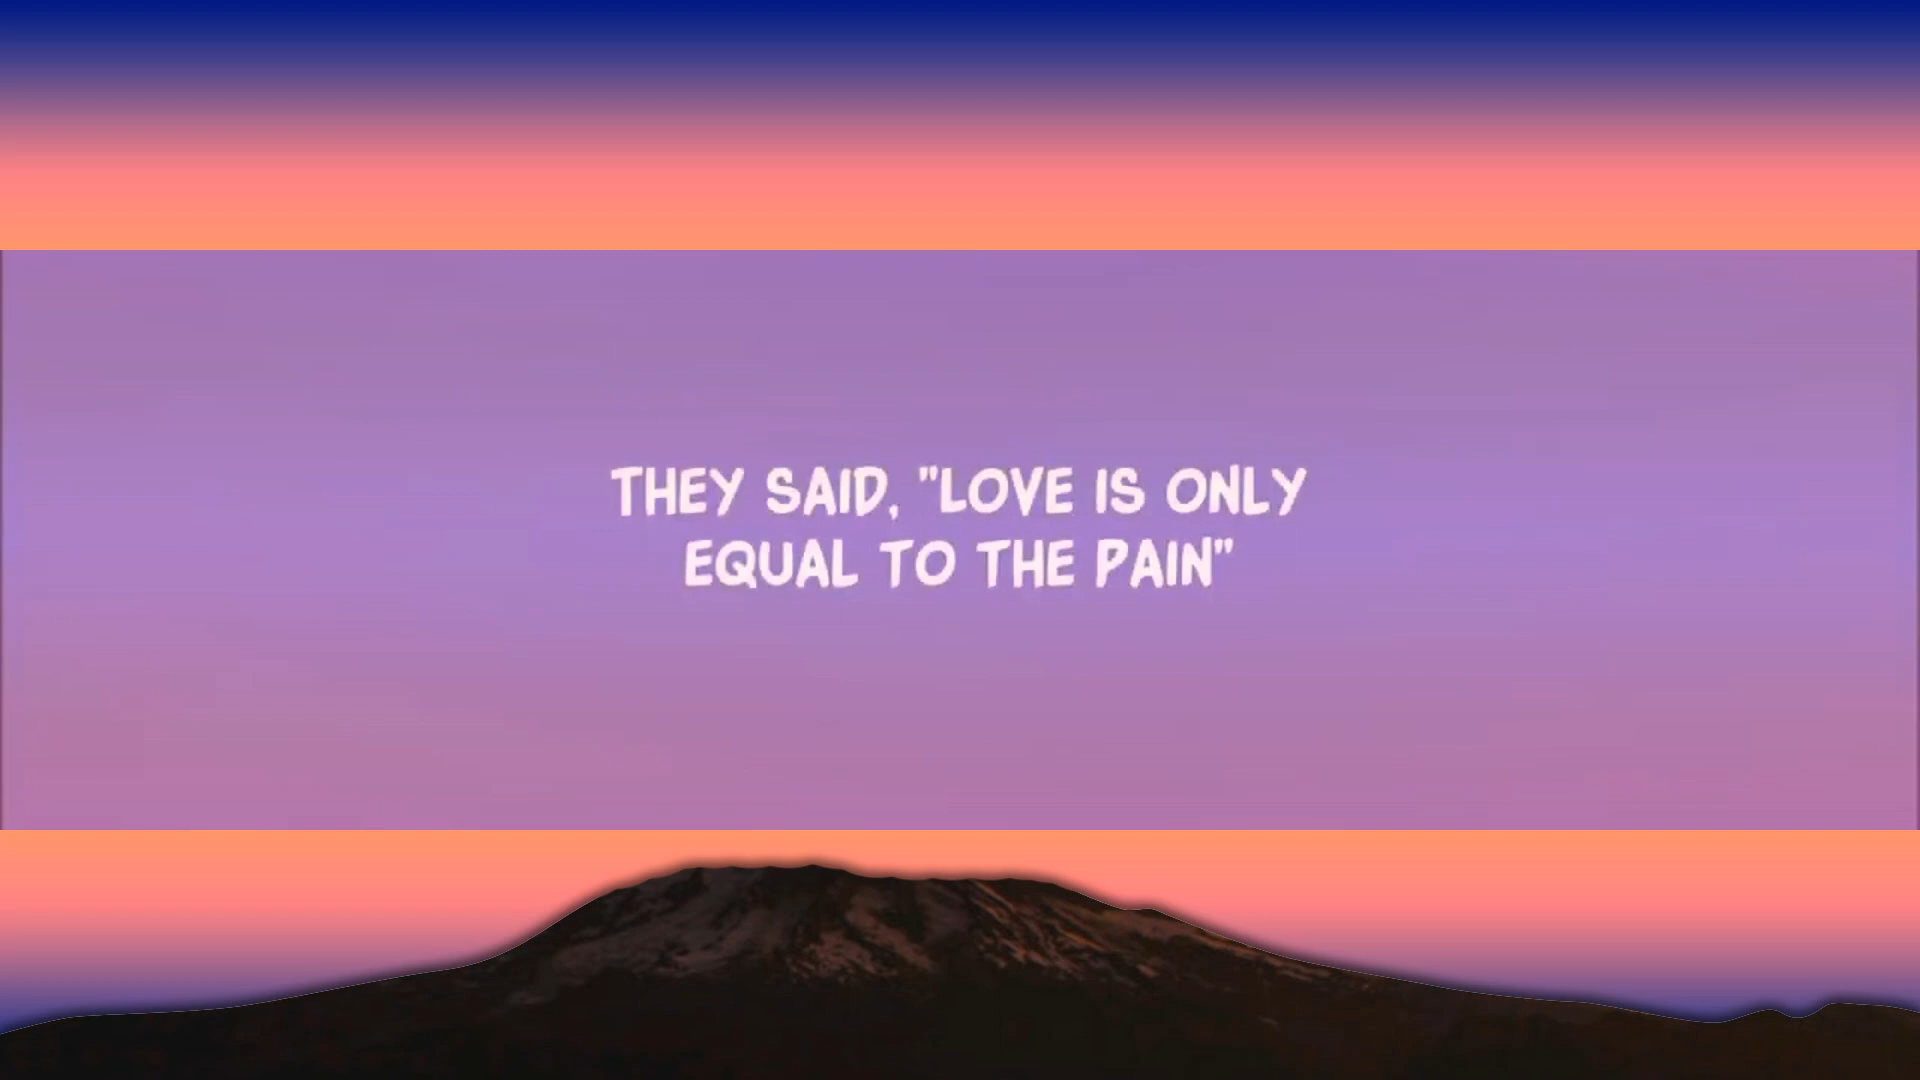 THEY SAID, "LOVE IS ONLY
EQUAL TO THE PAIN"